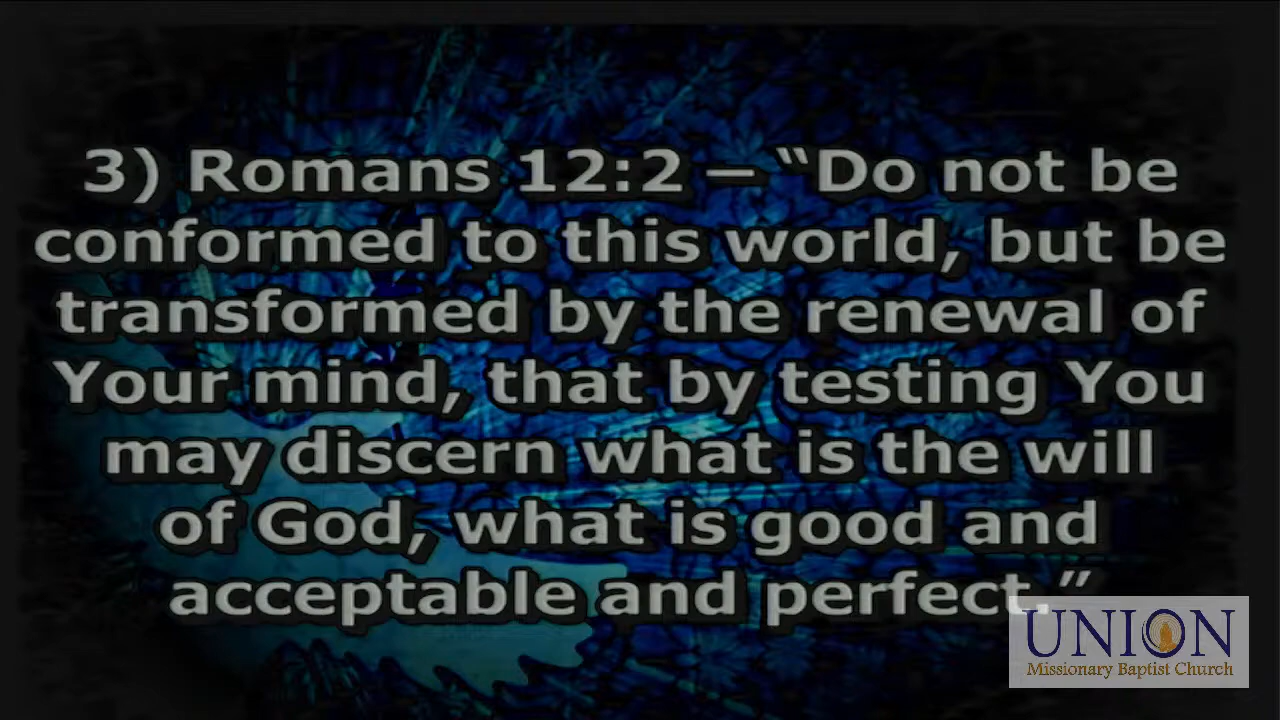 3) Romans 12:2 – “Do not be
conformed to this world, but be
transformed by the renewal of
Your mind, that by testing You
may discern what is the will
of God, what is good and
acceptable and perfect.”
UNION
Missionary Baptist Church